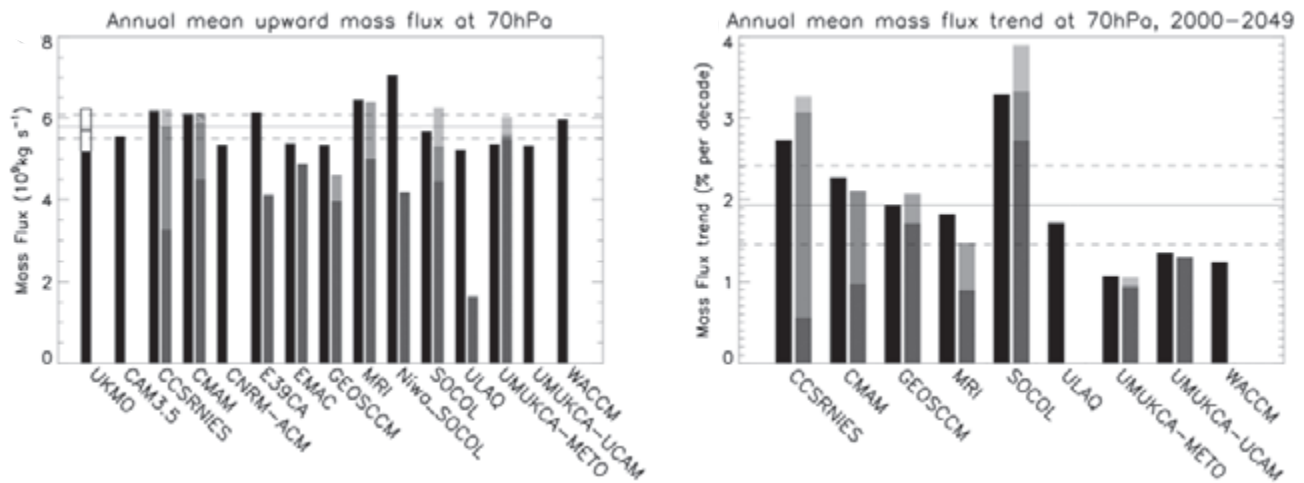 Annual mean upward mass flux at 70hPa
Mass Flux (10⁹kg s⁻¹)
8
6
4
2
0
UKMO
CAM3.5
CCSRNIES
CMAM
CNRM-ACM
E39CA
EMAC
GEOSCCM
MRI
Niwa_SOCOL
SOCOL
ULAQ
UMUKCA-METO
UMUKCA-UCAM
WACCM
Annual mean mass flux trend at 70hPa, 2000-2049
Mass Flux trend (% per decade)
4
3
2
1
0
CCSRNIES
CMAM
GEOSCCM
MRI
SOCOL
ULAQ
UMUKCA-METO
UMUKCA-UCAM
WACCM